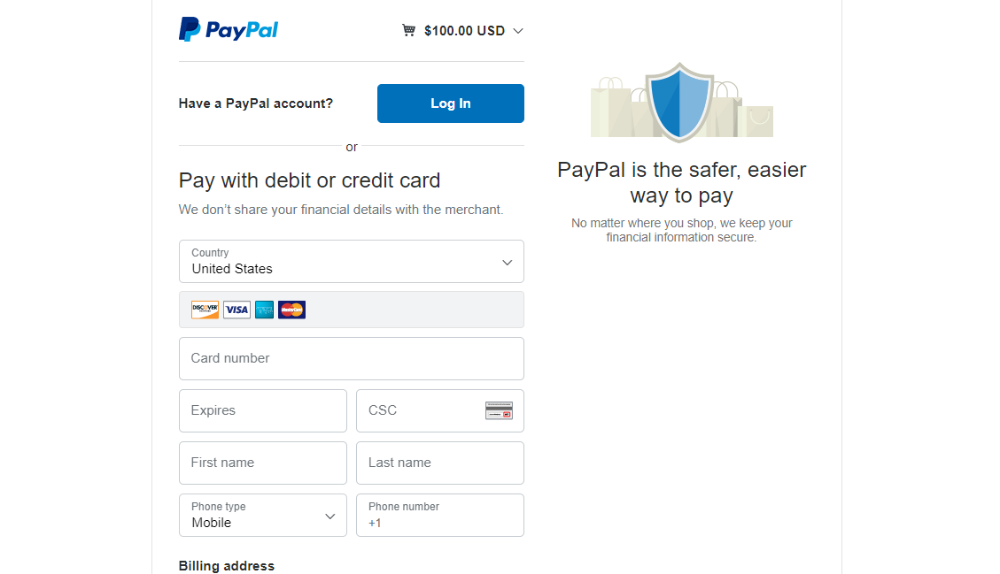 PayPal
$100.00 USD
Have a PayPal account?
Log In
or
Pay with debit or credit card
We don’t share your financial details with the merchant.
Country
United States
DISCOVER
VISA
MasterCard
Card number
Expires
CSC
First name
Last name
Phone type
Mobile
Phone number
+1
Billing address
PayPal is the safer, easier
way to pay
No matter where you shop, we keep your
financial information secure.